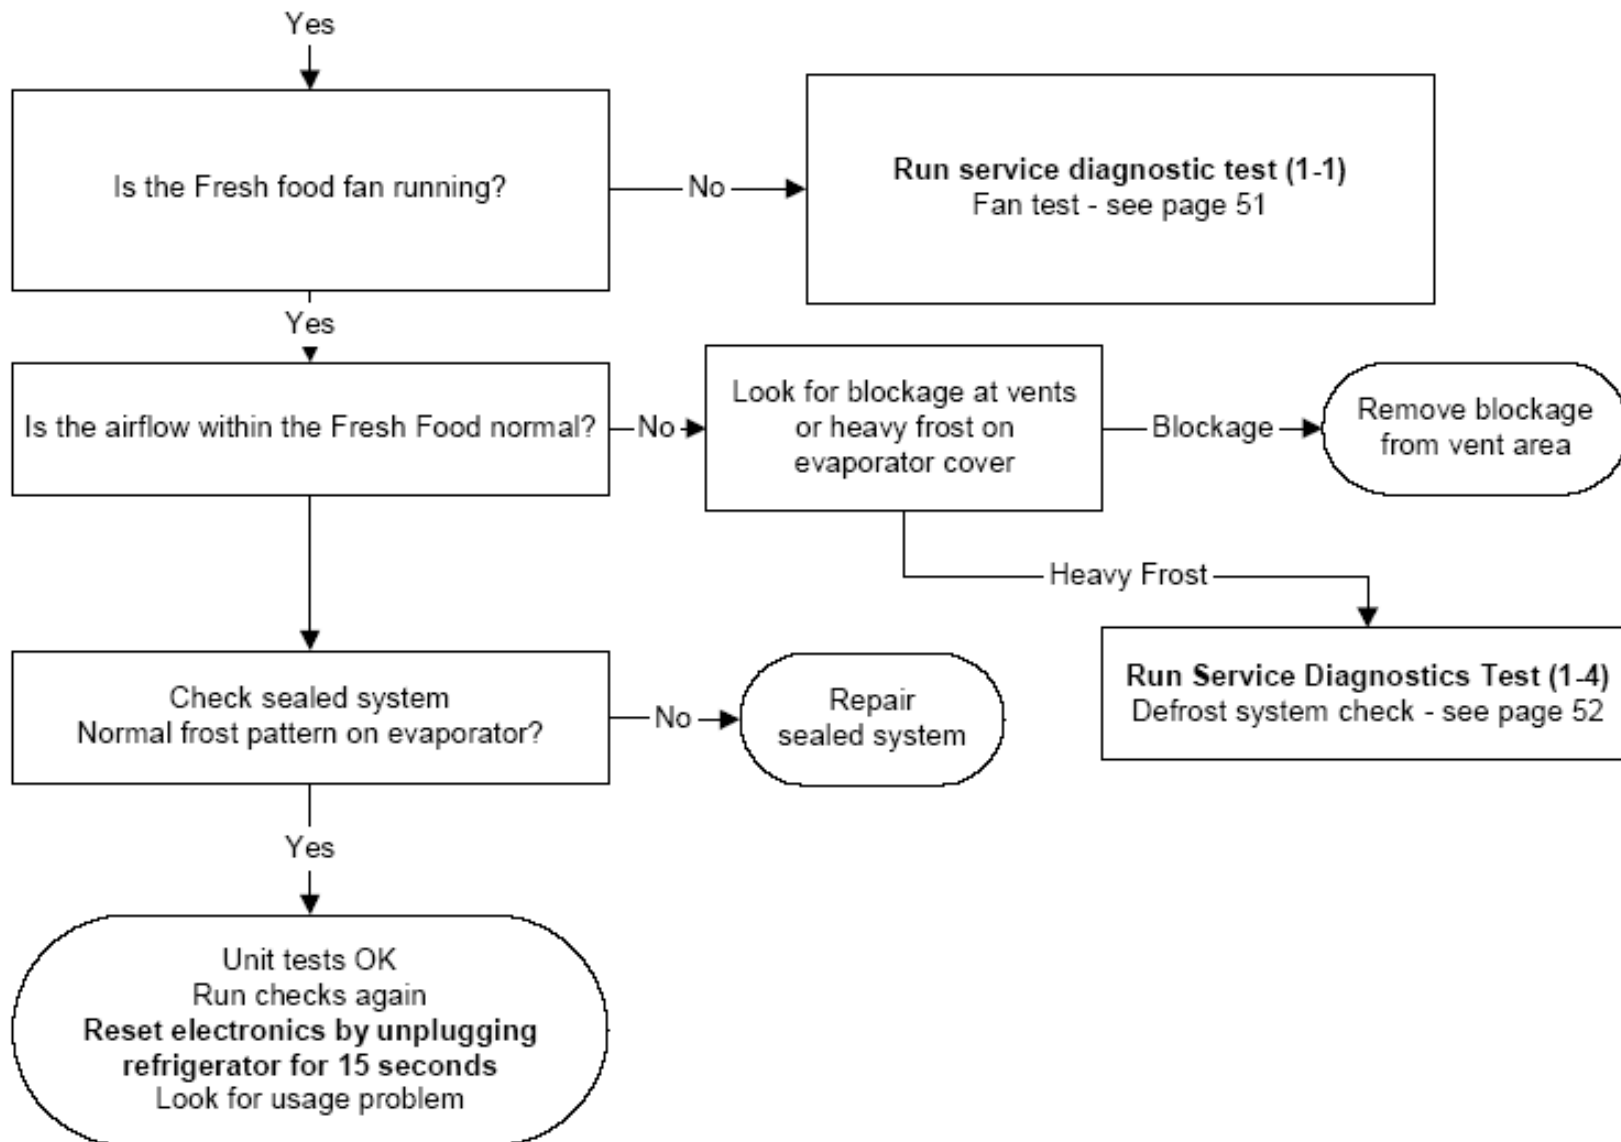 Yes
Is the Fresh food fan running?
No
Run service diagnostic test (1-1)
Fan test - see page 51
Yes
Is the airflow within the Fresh Food normal?
No
Look for blockage at vents
or heavy frost on
evaporator cover
Blockage
Remove blockage
from vent area
Heavy Frost
Run Service Diagnostics Test (1-4)
Defrost system check - see page 52
Check sealed system
Normal frost pattern on evaporator?
No
Repair
sealed system
Yes
Unit tests OK
Run checks again
Reset electronics by unplugging
refrigerator for 15 seconds
Look for usage problem